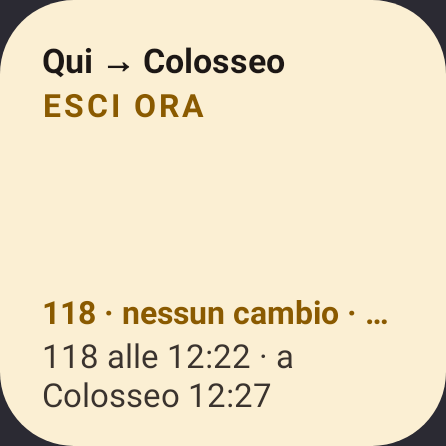 Qui → Colosseo
ESCI ORA
118 · nessun cambio · …
118 alle 12:22 · a
Colosseo 12:27